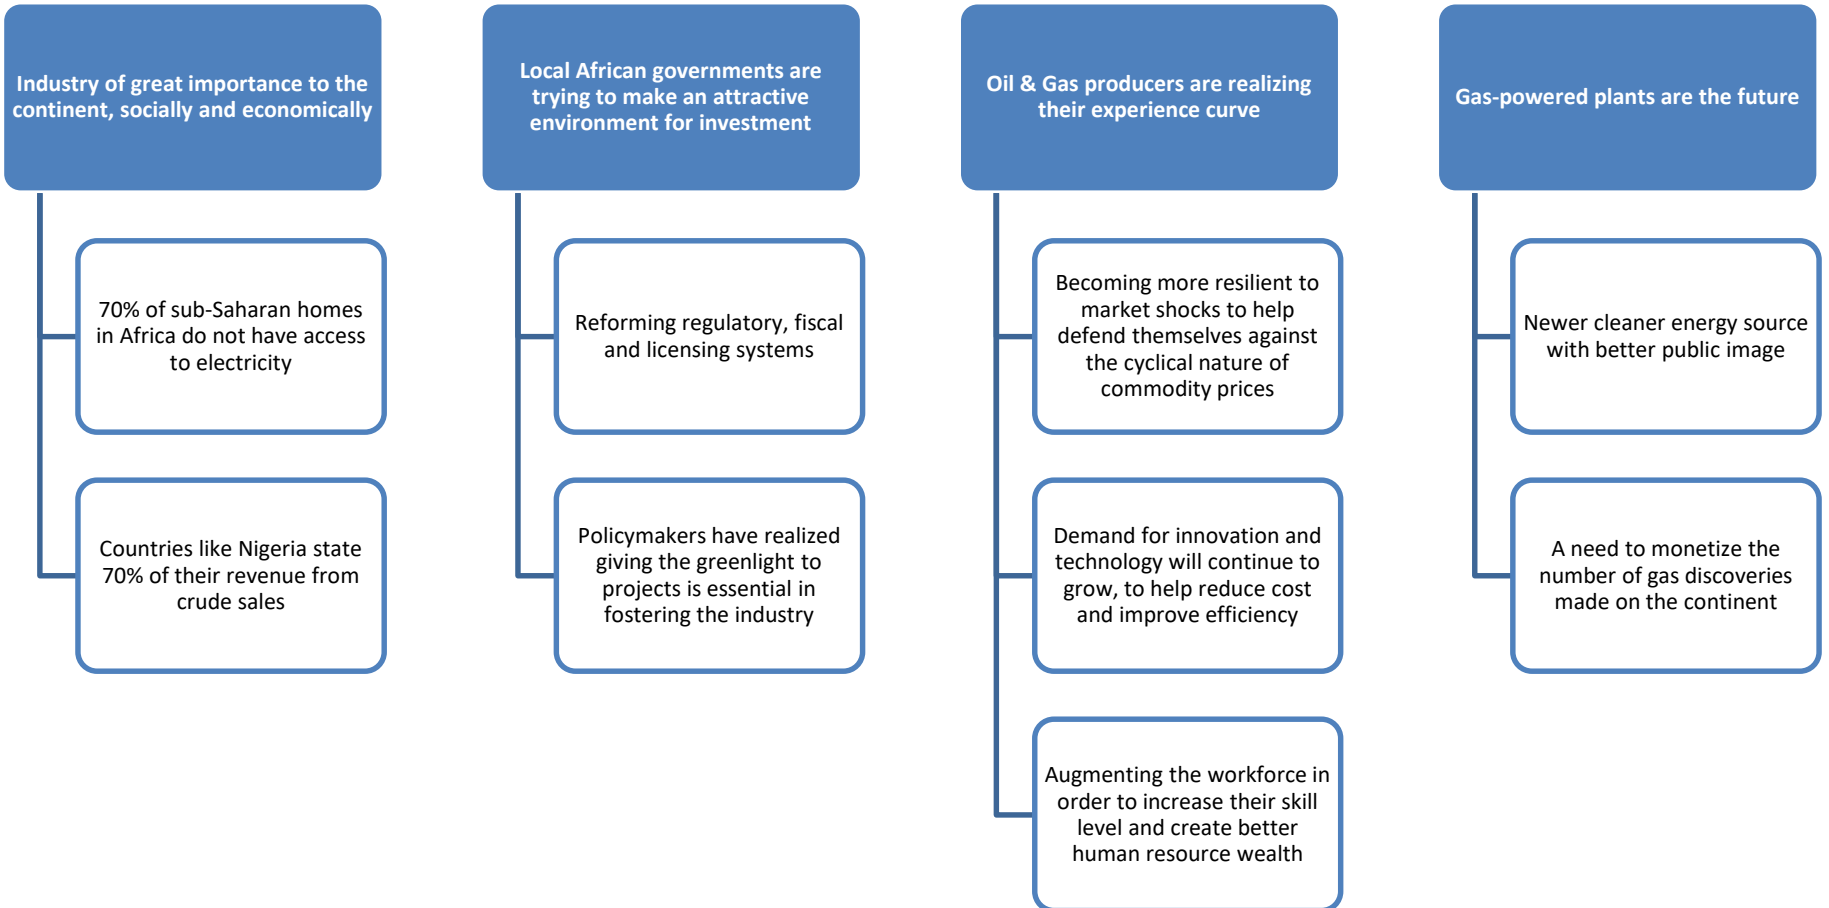 Industry of great importance to the
continent, socially and economically
70% of sub-Saharan homes
in Africa do not have access
to electricity
Countries like Nigeria state
70% of their revenue from
crude sales
Local African governments are
trying to make an attractive
environment for investment
Reforming regulatory, fiscal
and licensing systems
Policymakers have realized
giving the greenlight to
projects is essential in
fostering the industry
Oil & Gas producers are realizing
their experience curve
Becoming more resilient to
market shocks to help
defend themselves against
the cyclical nature of
commodity prices
Demand for innovation and
technology will continue to
grow, to help reduce cost
and improve efficiency
Augmenting the workforce in
order to increase their skill
level and create better
human resource wealth
Gas-powered plants are the future
Newer cleaner energy source
with better public image
A need to monetize the
number of gas discoveries
made on the continent